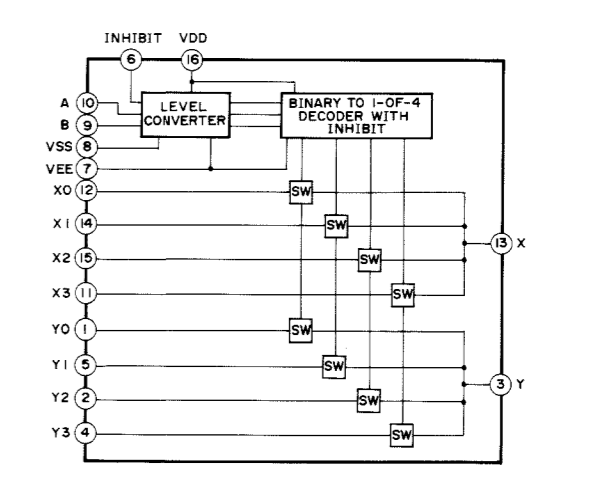 INHIBIT VDD
6 16
A 10
B 9
VSS 8
VEE 7
LEVEL
CONVERTER
BINARY TO 1-OF-4
DECODER WITH
INHIBIT
X0 12 SW
X1 14 SW
13 X
X2 15 SW
X3 11 SW
Y0 1 SW
Y1 5 SW
3 Y
Y2 2 SW
Y3 4 SW